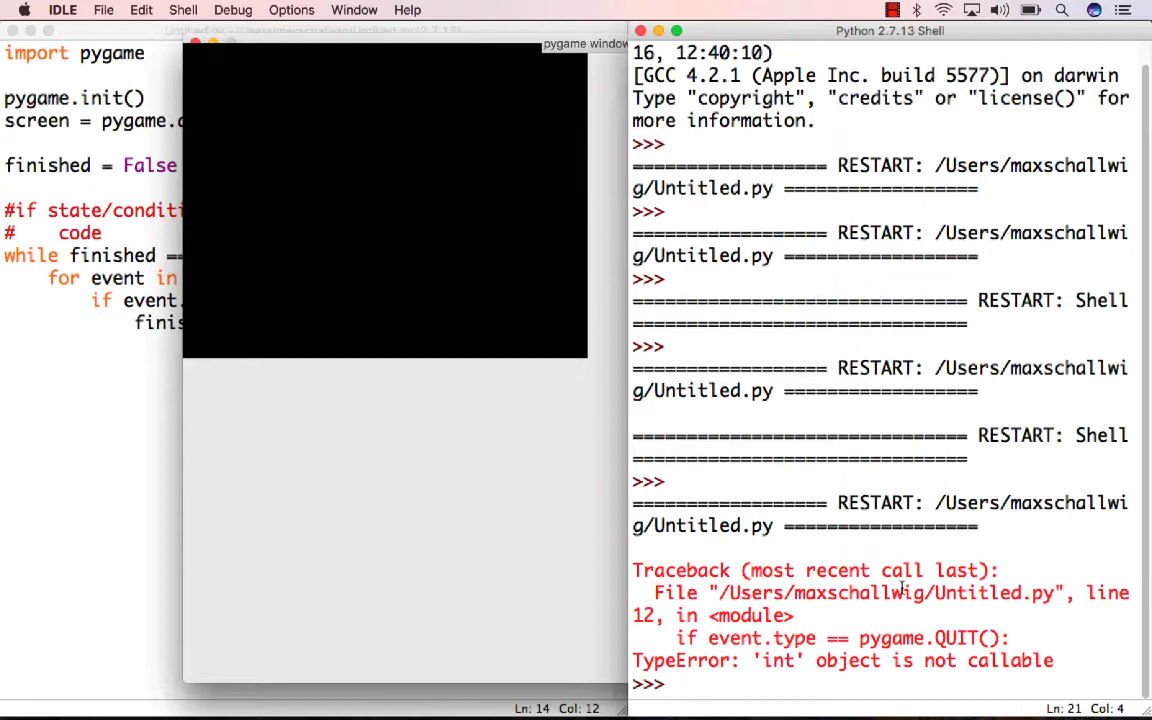 IDLE File Edit Shell Debug Options Window Help
import pygame
pygame.init()
screen = pygame.
finished = False
#if state/conditi
# code
while finished ==
for event in
if event.
finis
pygame window
Ln: 14 Col: 12
Python 2.7.13 Shell
16, 12:40:10)
[GCC 4.2.1 (Apple Inc. build 5577)] on darwin
Type "copyright", "credits" or "license()" for
more information.
>>>
================== RESTART: /Users/maxschallwi
g/Untitled.py ==================
>>>
================== RESTART: /Users/maxschallwi
g/Untitled.py ==================
>>>
=============================== RESTART: Shell
===============================
>>>
================== RESTART: /Users/maxschallwi
g/Untitled.py ==================
=============================== RESTART: Shell
===============================
>>>
================== RESTART: /Users/maxschallwi
g/Untitled.py ==================
Traceback (most recent call last):
File "/Users/maxschallwig/Untitled.py", line
12, in <module>
if event.type == pygame.QUIT():
TypeError: 'int' object is not callable
>>>
Ln: 21 Col: 4